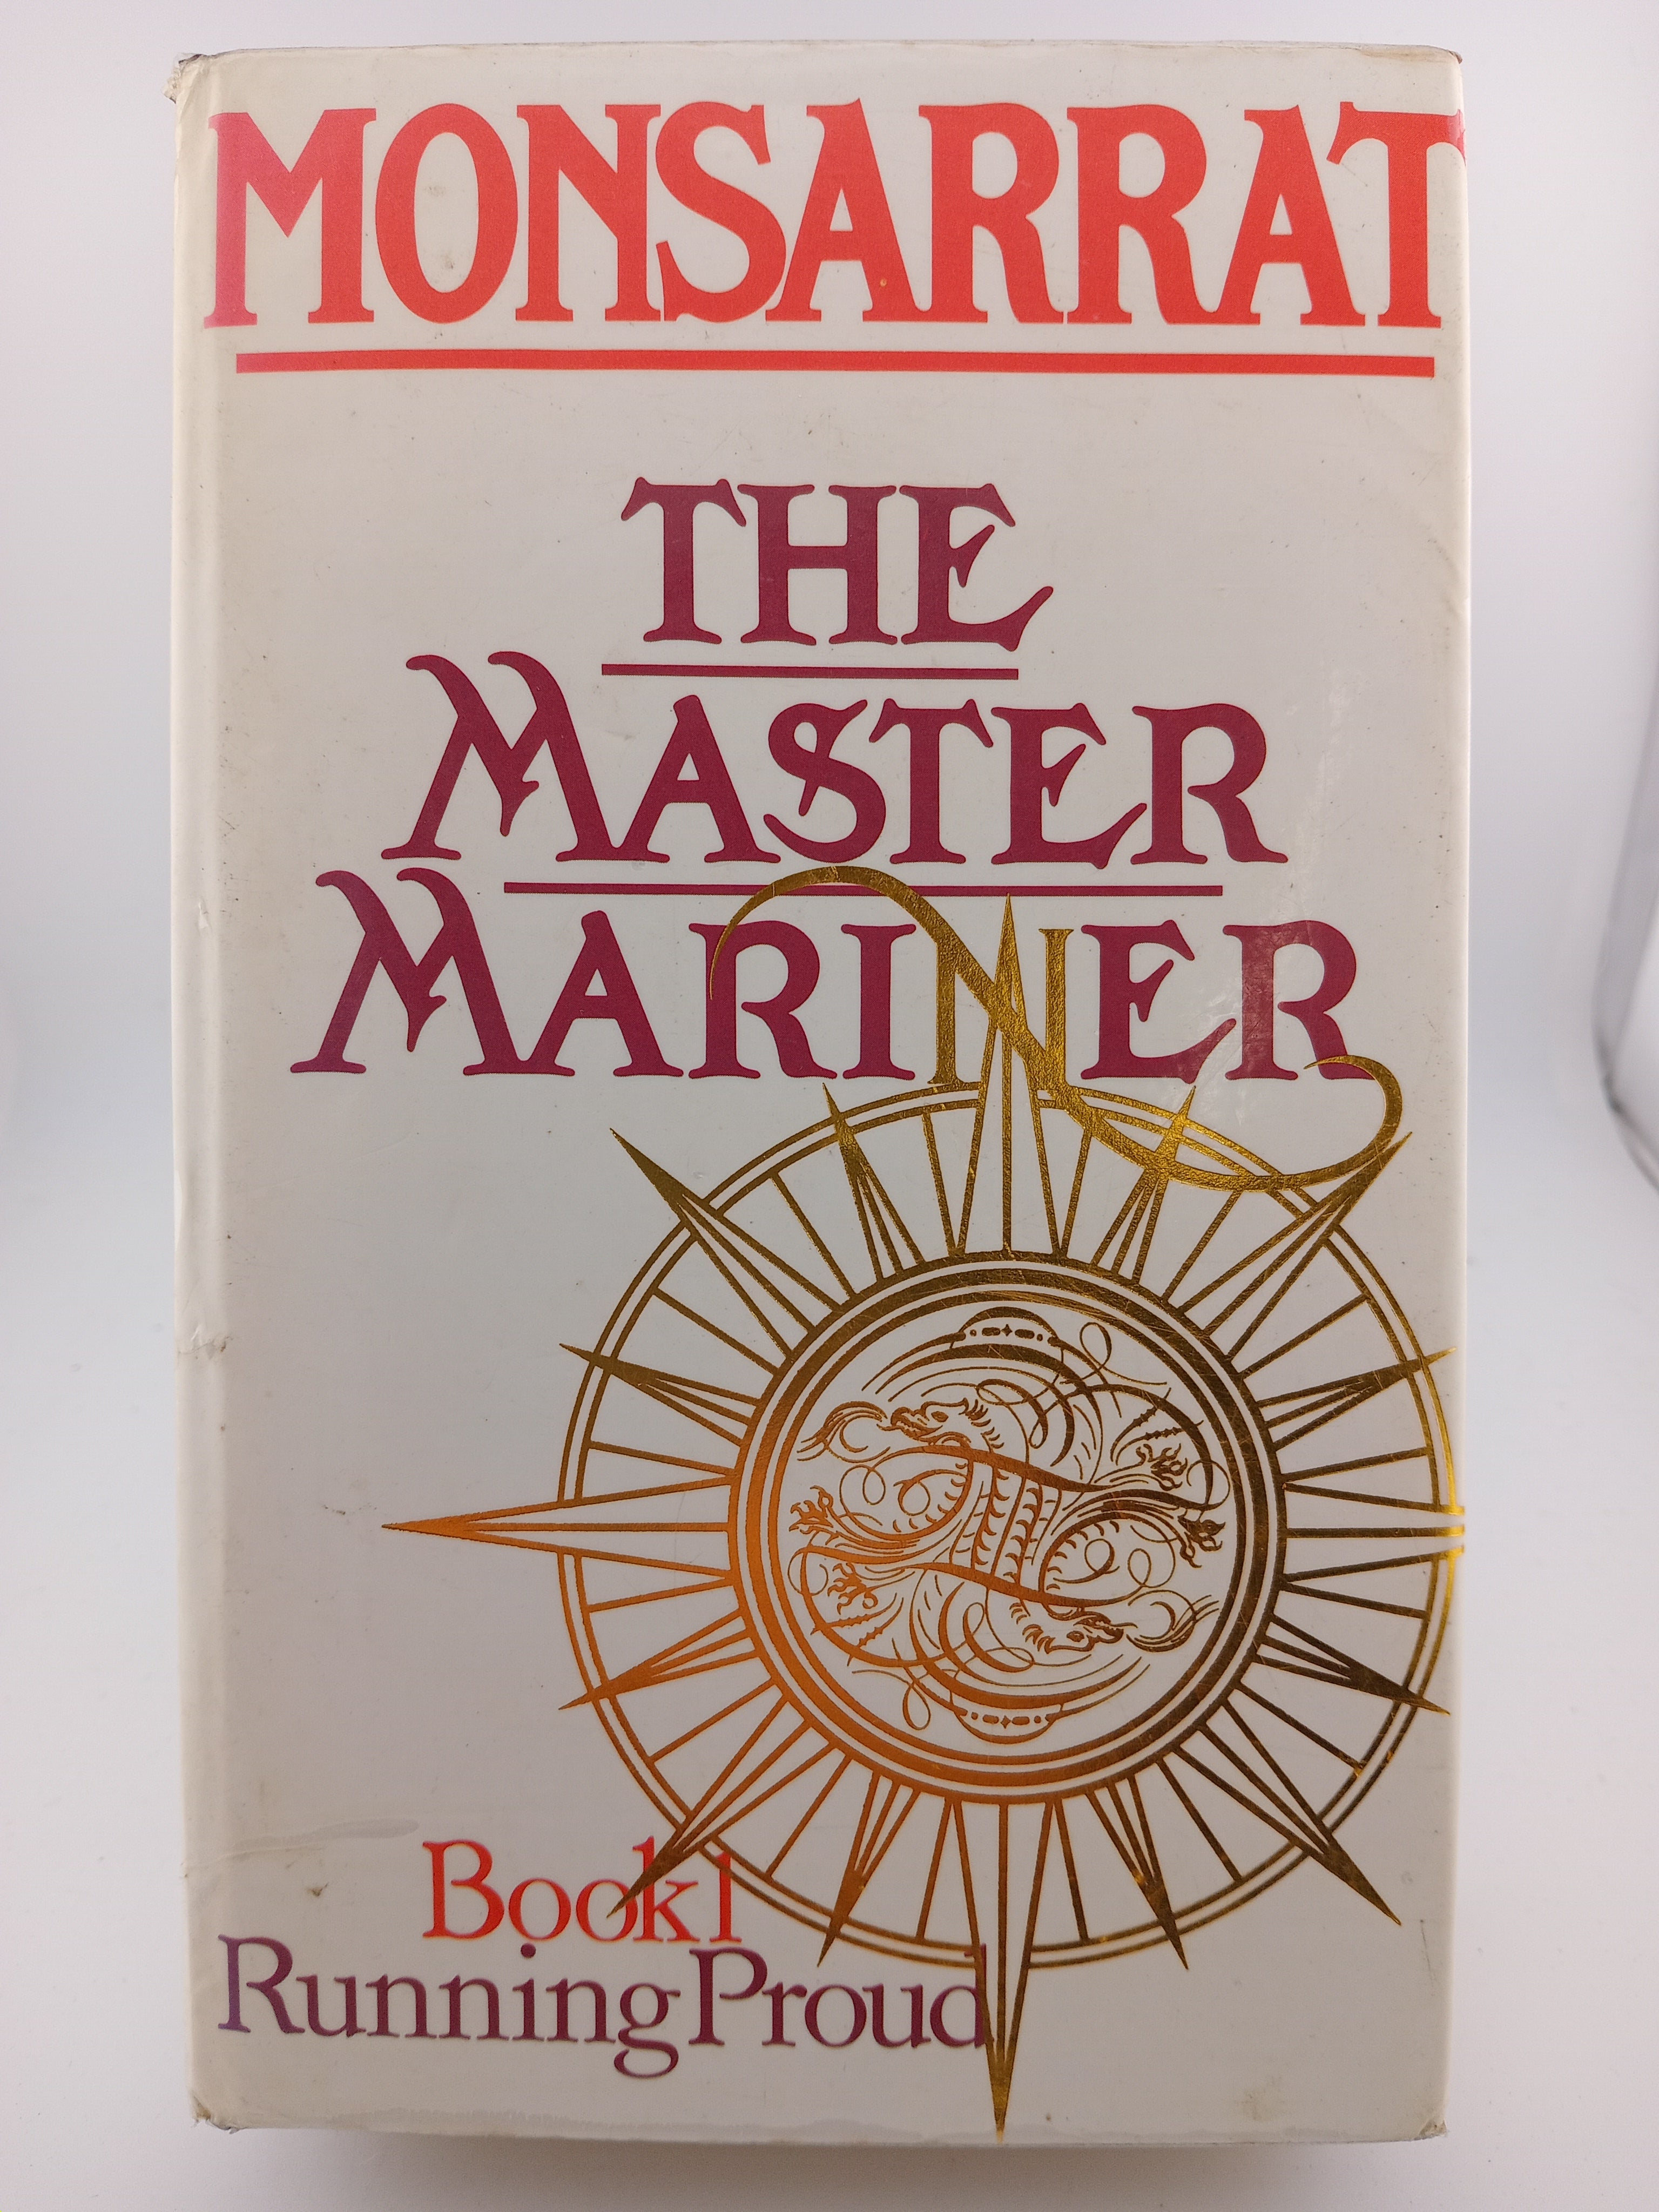 MONSARRAT
THE
MASTER
MARINER
Book 1
Running Proud